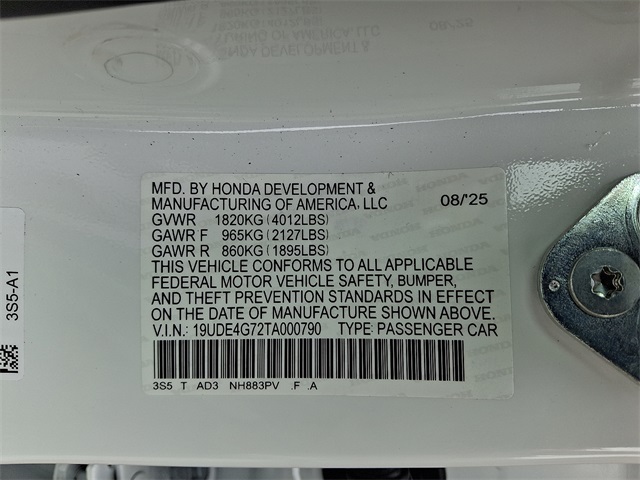 MFD. BY HONDA DEVELOPMENT &
MANUFACTURING OF AMERICA, LLC 08/'25
GVWR 1820KG (4012LBS)
GAWR F 965KG (2127LBS)
GAWR R 860KG (1895LBS)
THIS VEHICLE CONFORMS TO ALL APPLICABLE
FEDERAL MOTOR VEHICLE SAFETY, BUMPER,
AND THEFT PREVENTION STANDARDS IN EFFECT
ON THE DATE OF MANUFACTURE SHOWN ABOVE.
V.I.N.: 19UDE4G72TA000790 TYPE: PASSENGER CAR
3S5 T AD3 NH883PV .F .A
3S5-A1